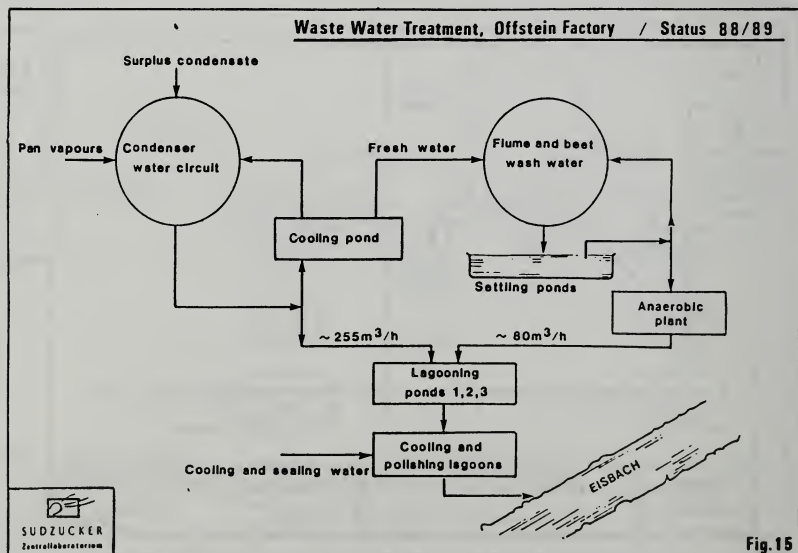 Waste Water Treatment, Offstein Factory / Status 88/89
Surplus condensate
Pan vapours
Condenser
water circuit
Fresh water
Flume and beet
wash water
Cooling pond
Settling ponds
Anaerobic
plant
~ 255m³/h
~ 80m³/h
Lagooning
ponds 1,2,3
Cooling and
polishing lagoons
Cooling and sealing water
EISBACH
SUDZUCKER
Zentrallaboratorium
Fig.15